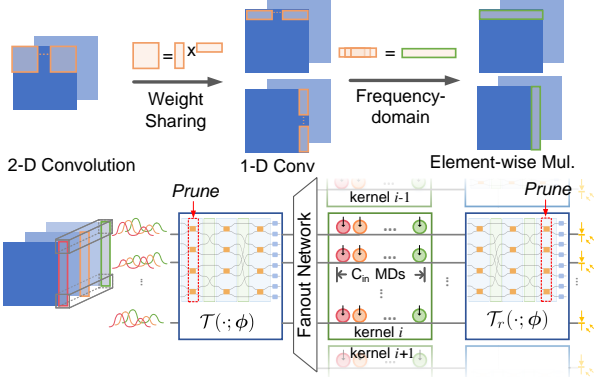 = x
Weight
Sharing
=
Frequency-
domain
2-D Convolution
1-D Conv
Element-wise Mul.
Prune
kernel i-1
Prune
Fanout Network
... 
C_in MDs
...
𝒯(·;ϕ)
kernel i
𝒯_r(·;ϕ)
kernel i+1